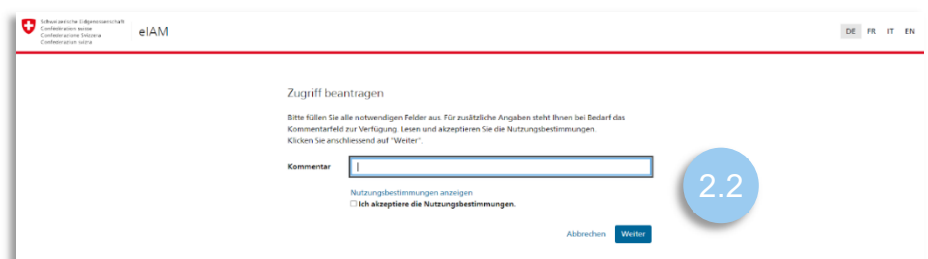 Schweizerische Eidgenossenschaft
Confédération suisse
Confederazione Svizzera
Confederaziun svizra
eIAM
DE FR IT EN
Zugriff beantragen
Bitte füllen Sie alle notwendigen Felder aus. Für zusätzliche Angaben steht Ihnen bei Bedarf das
Kommentarfeld zur Verfügung. Lesen und akzeptieren Sie die Nutzungsbestimmungen.
Klicken Sie anschliessend auf "Weiter".
Kommentar
2.2
Nutzungsbestimmungen anzeigen
Ich akzeptiere die Nutzungsbestimmungen.
Abbrechen Weiter